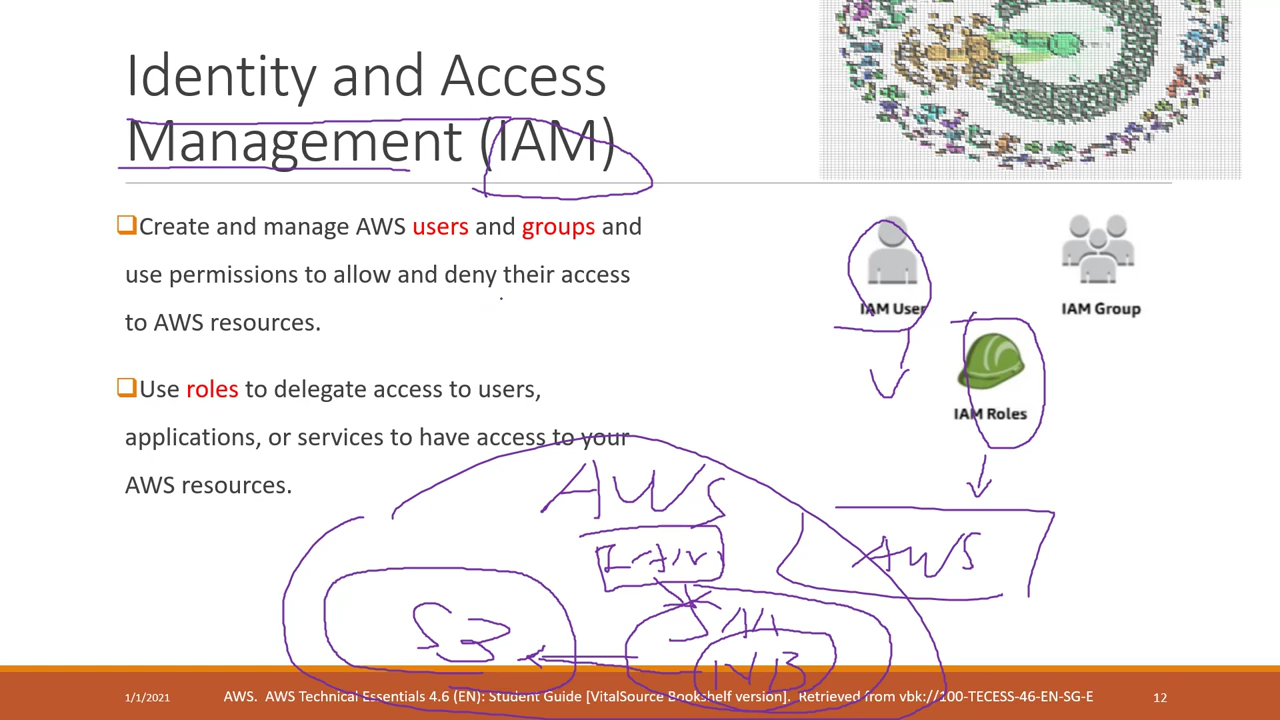 Identity and Access
Management (IAM)
❑Create and manage AWS users and groups and
use permissions to allow and deny their access
to AWS resources.
❑Use roles to delegate access to users,
applications, or services to have access to your
AWS resources.
IAM User
IAM Group
IAM Roles
AWS
AWS
S3
NB
1/1/2021
AWS. AWS Technical Essentials 4.6 (EN): Student Guide [VitalSource Bookshelf version]. Retrieved from vbk://100-TECESS-46-EN-SG-E
12